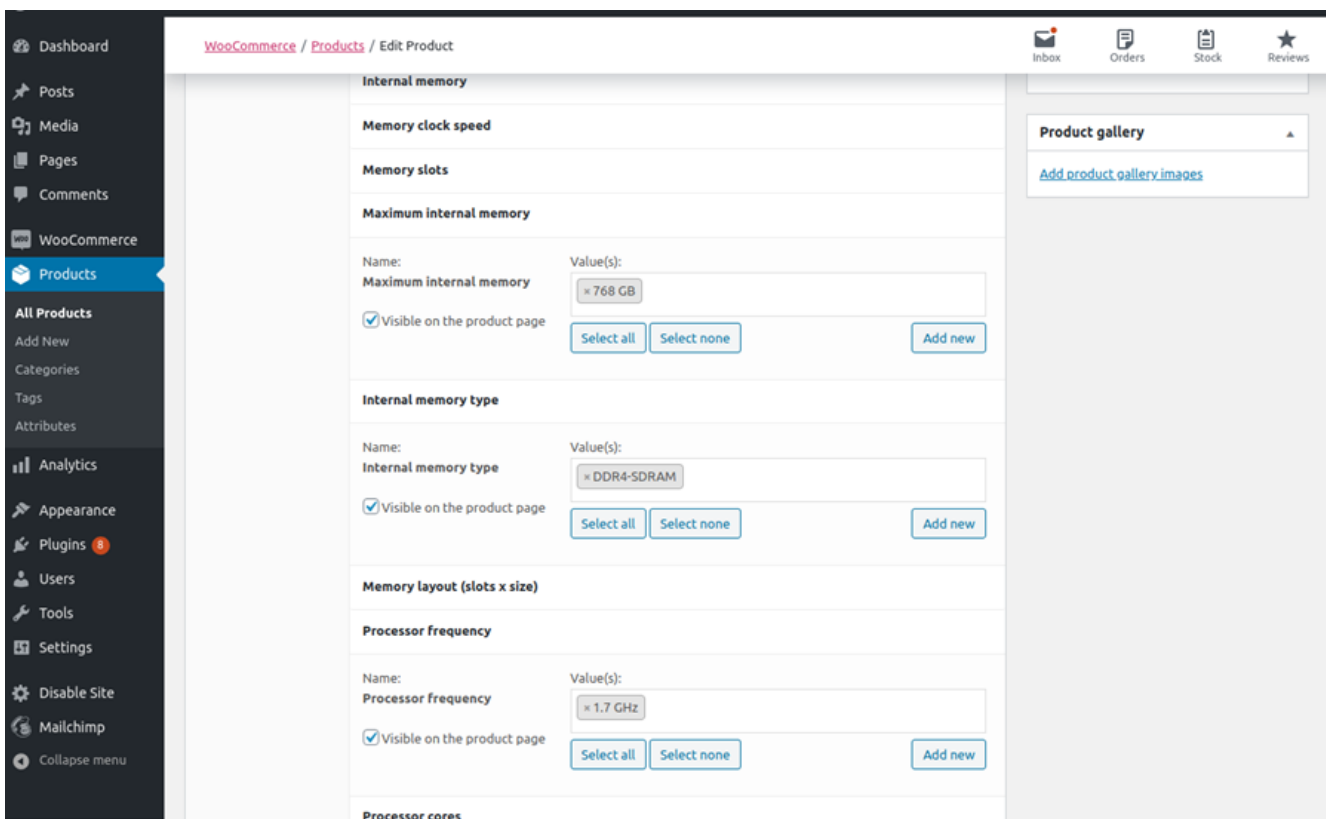 Dashboard
Posts
Media
Pages
Comments
WooCommerce
Products
All Products
Add New
Categories
Tags
Attributes
Analytics
Appearance
Plugins 8
Users
Tools
Settings
Disable Site
Mailchimp
Collapse menu
WooCommerce / Products / Edit Product
Inbox
Orders
Stock
Reviews
Internal memory
Memory clock speed
Memory slots
Maximum internal memory
Name:
Maximum internal memory
Visible on the product page
Value(s):
× 768 GB
Select all Select none Add new
Internal memory type
Name:
Internal memory type
Visible on the product page
Value(s):
× DDR4-SDRAM
Select all Select none Add new
Memory layout (slots x size)
Processor frequency
Name:
Processor frequency
Visible on the product page
Value(s):
× 1.7 GHz
Select all Select none Add new
Processor cores
Product gallery
Add product gallery images